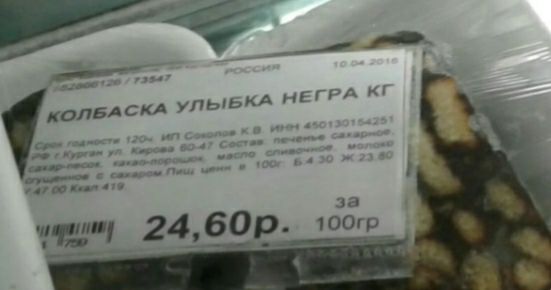 РОССИЯ 10.04.2016
/ 73547
КОЛБАСКА УЛЫБКА НЕГРА КГ
Срок годности 120ч. ИП Соколов К.В. ИНН 450130154251
РФ г.Курган ул. Кирова 80-47 Состав: печенье сахарное,
сахар-песок, какао-порошок, масло сливочное, молоко
сгущенное с сахаром.Пищ ценн в 100г: Б:4.30 Ж:23.80
У:47.00 Ккал 419.
24,60р. за
100гр